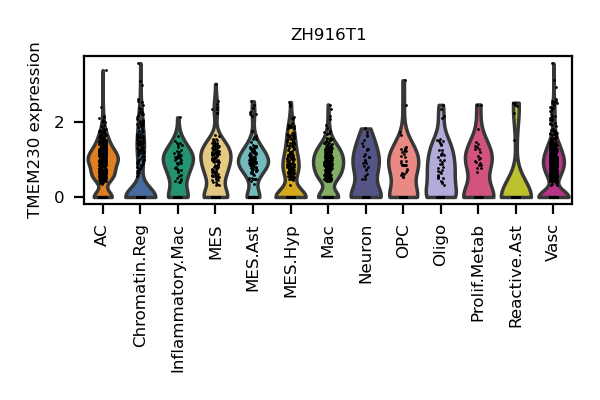 ZH916T1
TMEM230 expression
2
0
AC
Chromatin.Reg
Inflammatory.Mac
MES
MES.Ast
MES.Hyp
Mac
Neuron
OPC
Oligo
Prolif.Metab
Reactive.Ast
Vasc